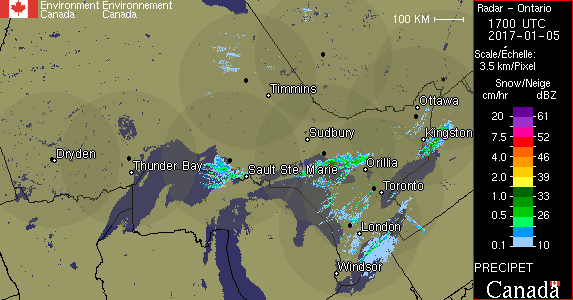 Environment Environnement
Canada Canada
100 KM
Timmins
Ottawa
Sudbury
Kingston
Dryden
Thunder Bay
Sault Ste. Marie
Orillia
Toronto
London
Windsor
Radar - Ontario
1700 UTC
2017-01-05
Scale/Échelle:
3.5 km/Pixel
Snow/Neige
cm/hr dBZ
20 61
7.5 52
4.0 46
2.0 39
1.0 33
0.5 26
0.1 10
PRECIPET
Canada